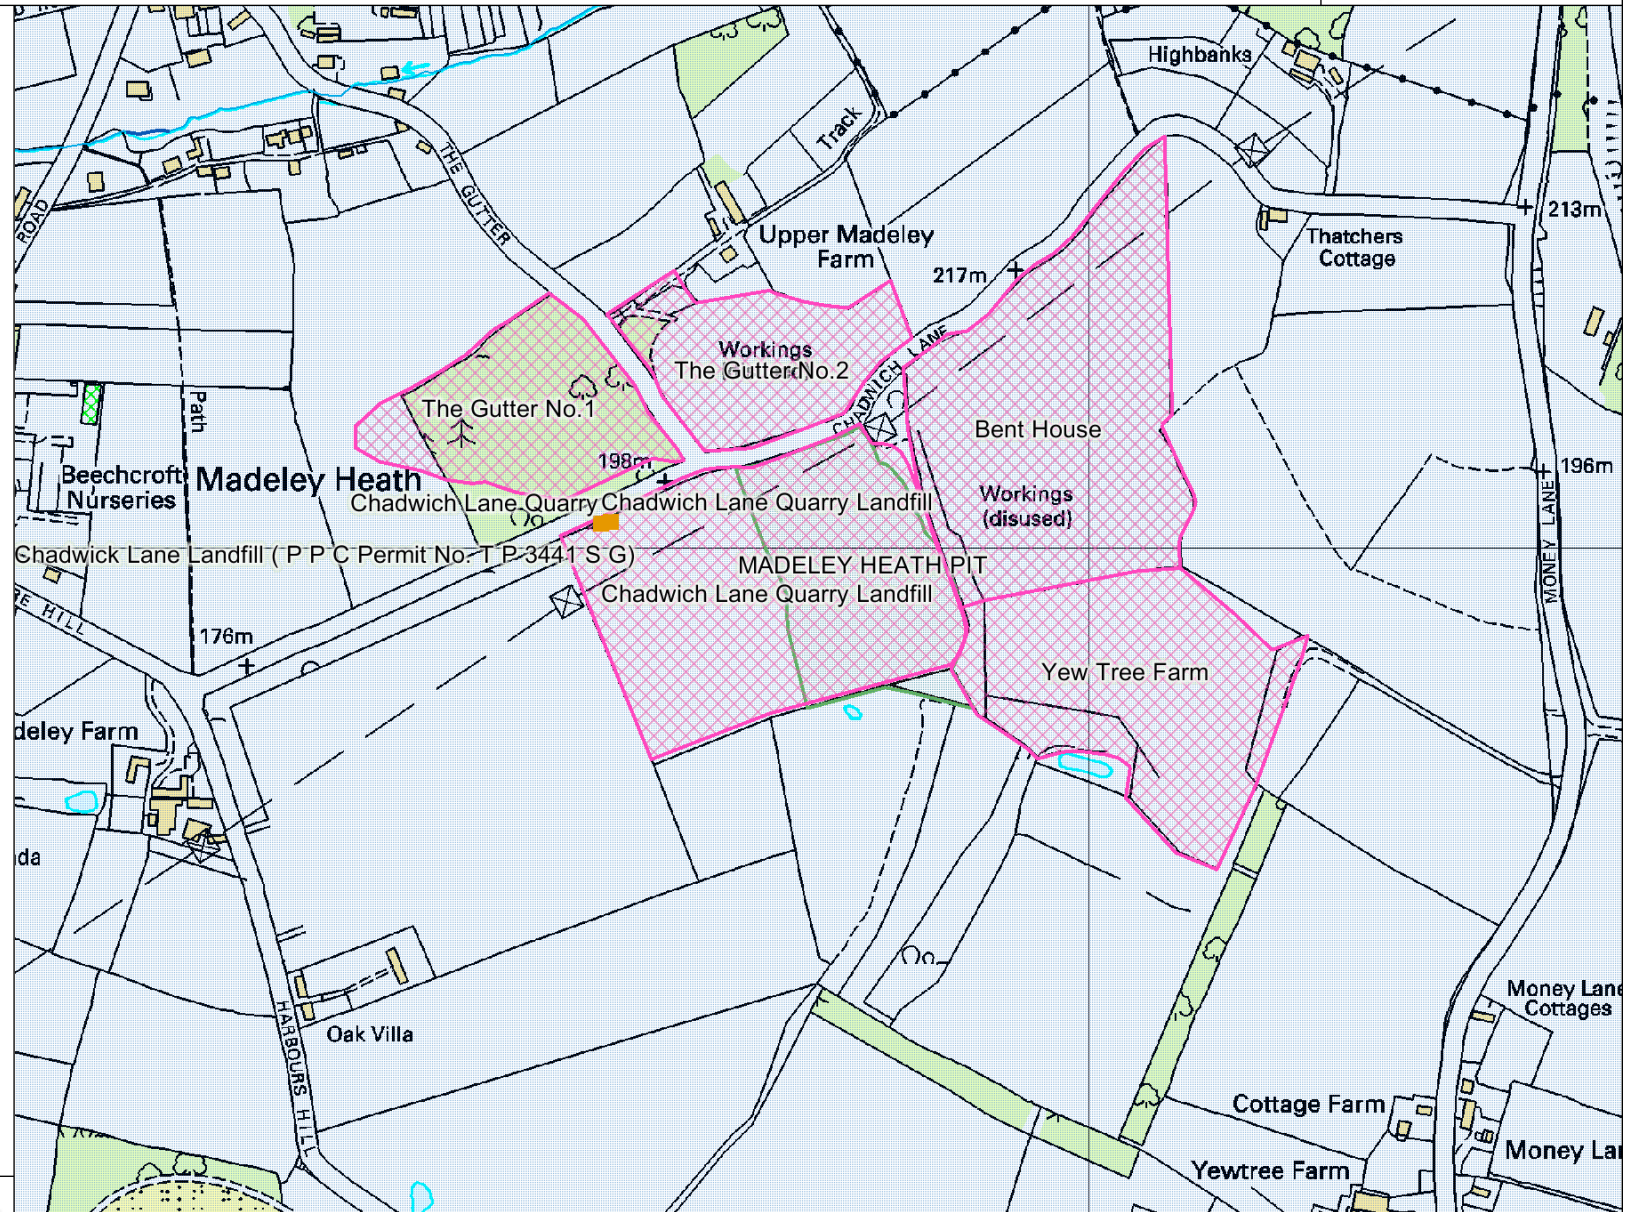 Highbanks
Track
THE GUTTER
ROAD
213m
Upper Madeley
Farm
Thatchers
Cottage
217m
CHADWICH LANE
Workings
The Gutter No.2
Path
The Gutter No.1
Bent House
198m
196m
Beechcroft
Nurseries
Madeley Heath
Workings
(disused)
MONEY LANE
Chadwich Lane Quarry
Chadwich Lane Quarry Landfill
Chadwick Lane Landfill ( P P C Permit No. T P 3441 S G)
MADELEY HEATH PIT
Chadwich Lane Quarry Landfill
RE HILL
176m
Yew Tree Farm
deley Farm
da
Money Lane
Cottages
HARBOURS HILL
Oak Villa
Cottage Farm
Money La
Yewtree Farm